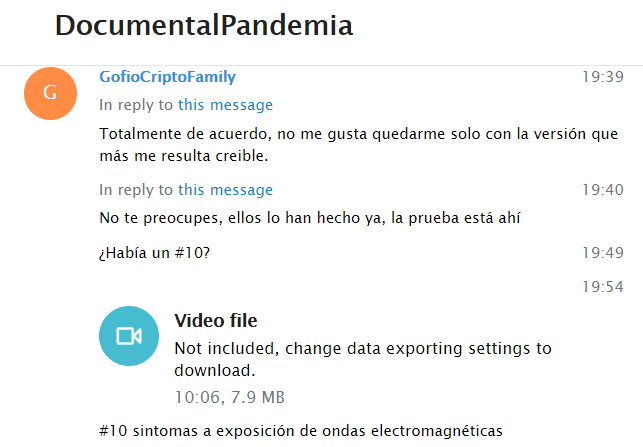 DocumentalPandemia
G
GofioCriptoFamily 19:39
In reply to this message
Totalmente de acuerdo, no me gusta quedarme solo con la versión que
más me resulta creible.
In reply to this message 19:40
No te preocupes, ellos lo han hecho ya, la prueba está ahí
¿Había un #10? 19:49
19:54
Video file
Not included, change data exporting settings to
download.
10:06, 7.9 MB
#10 sintomas a exposición de ondas electromagnéticas